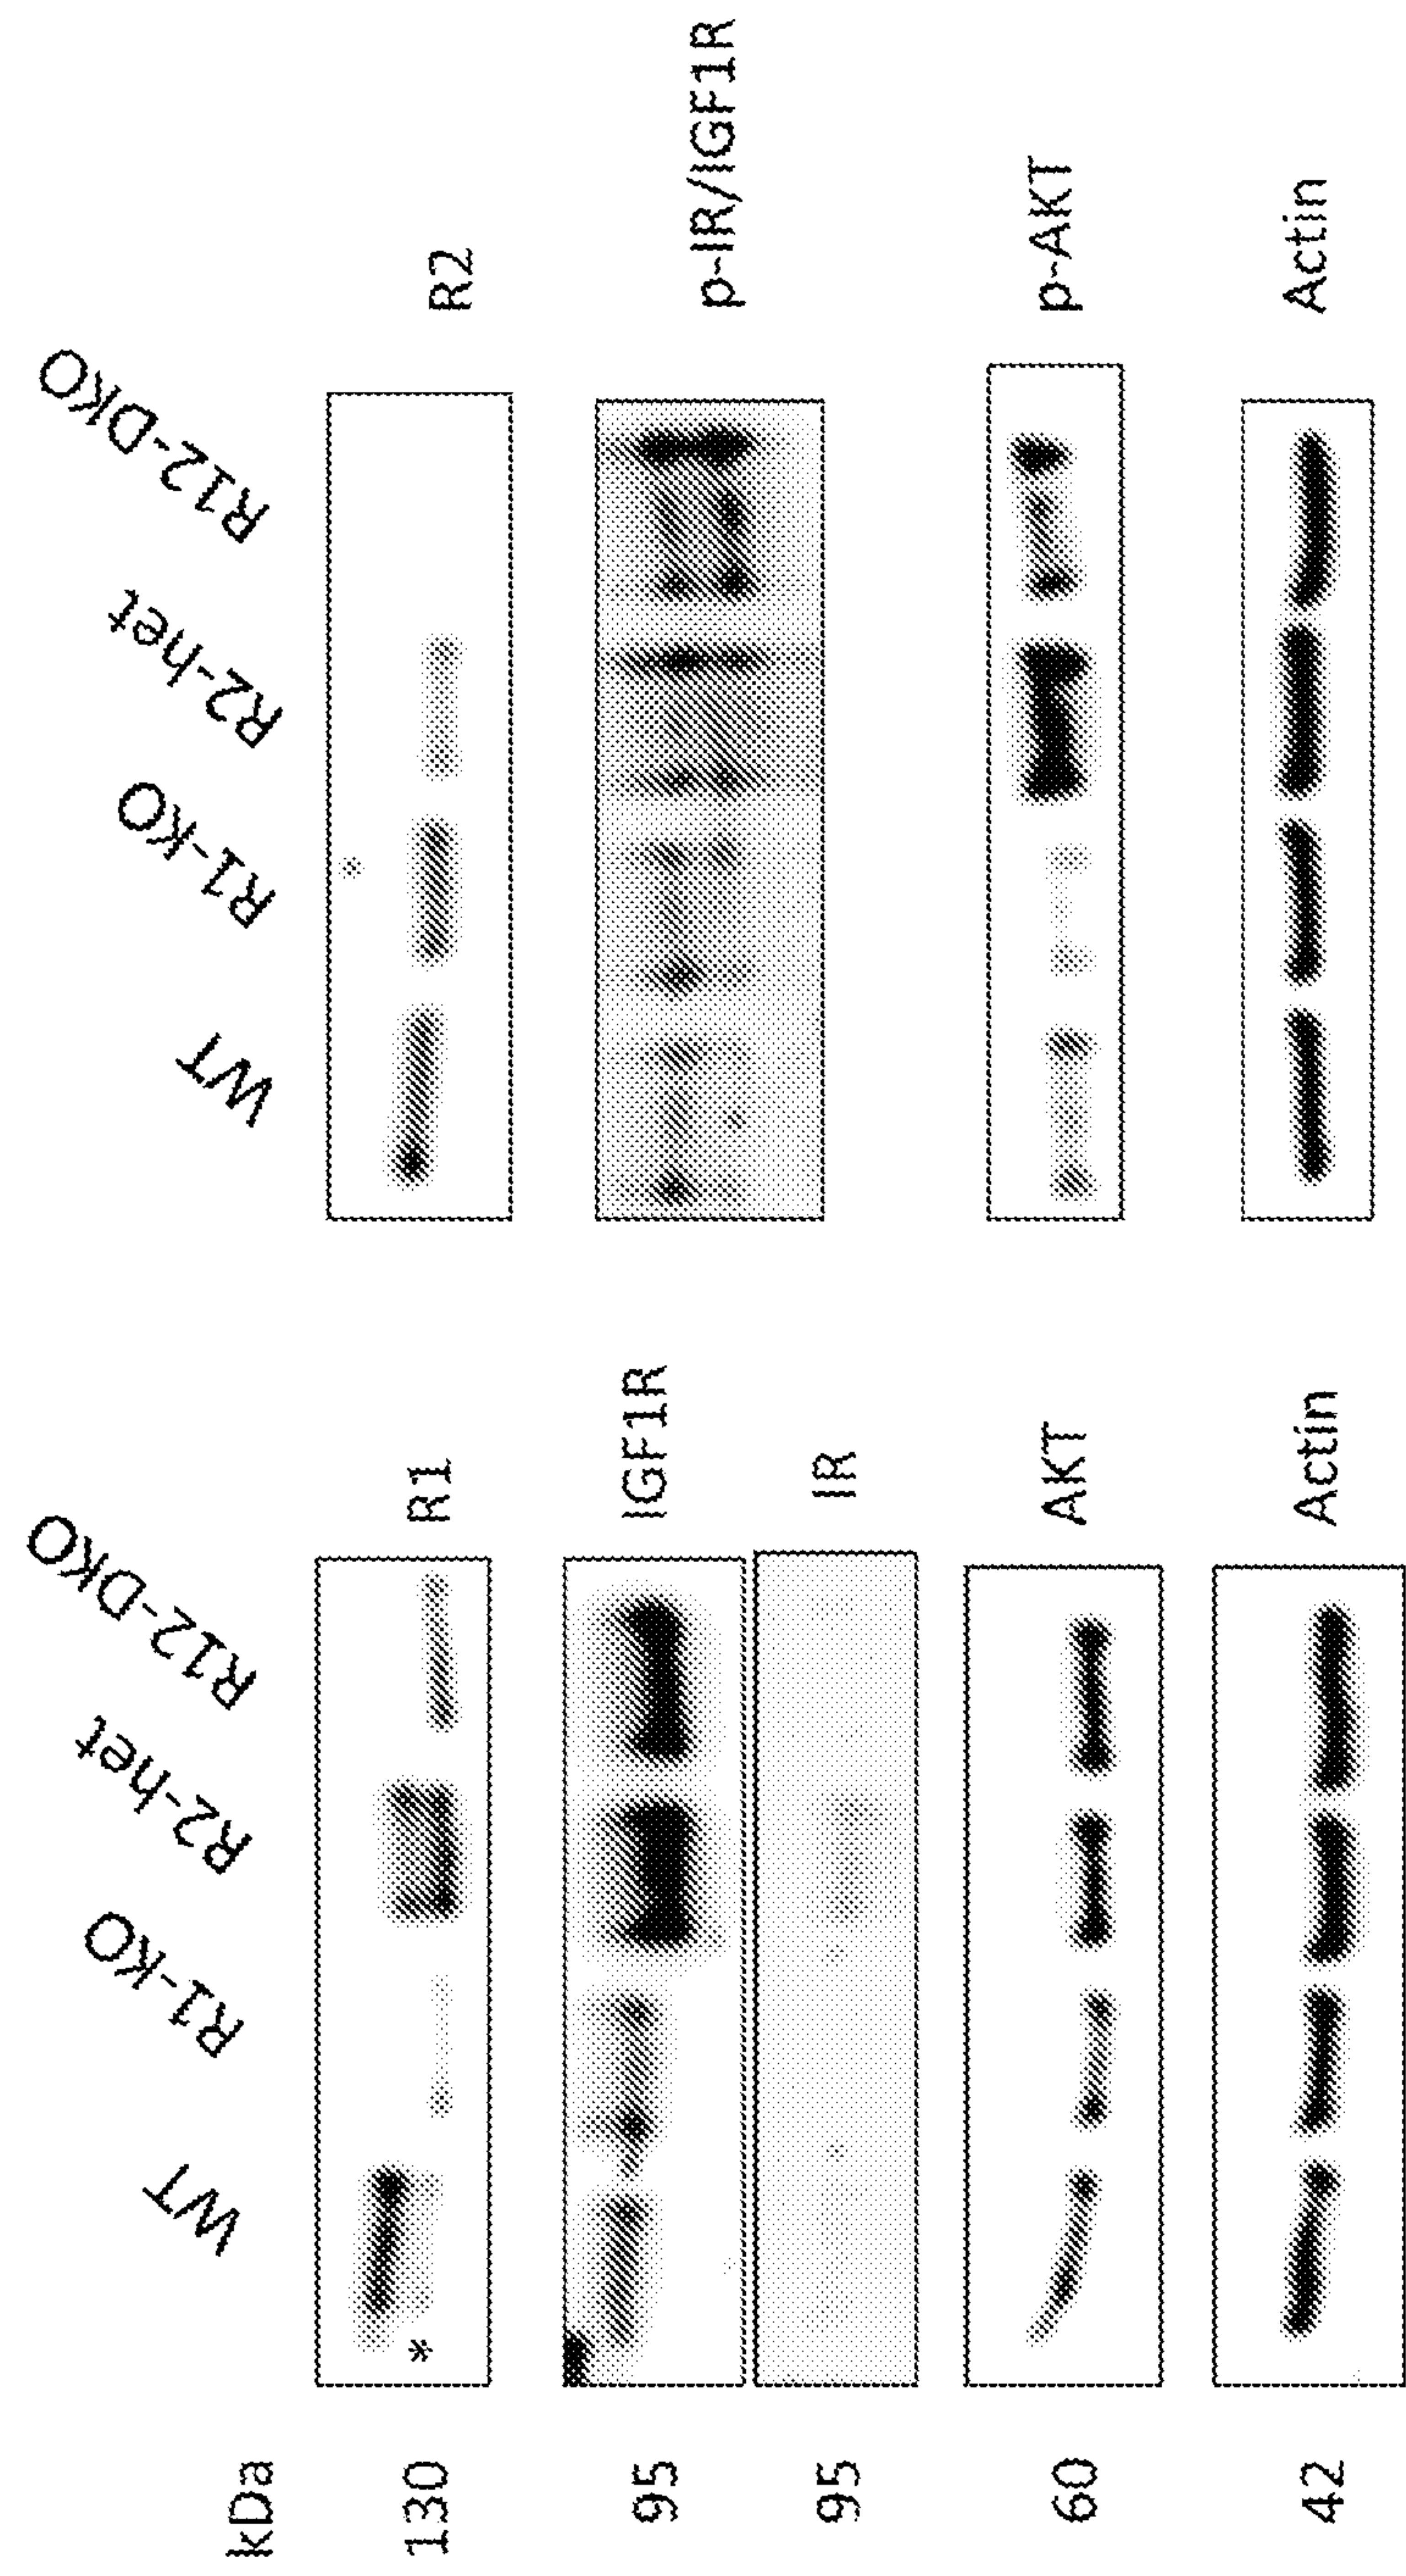 kDa
WT
R1-KO
R2-het
R12-DKO
130
*
R1
95
IGF1R
95
IR
60
AKT
42
Actin
WT
R1-KO
R2-het
R12-DKO
R2
p-IR/IGF1R
p-AKT
Actin